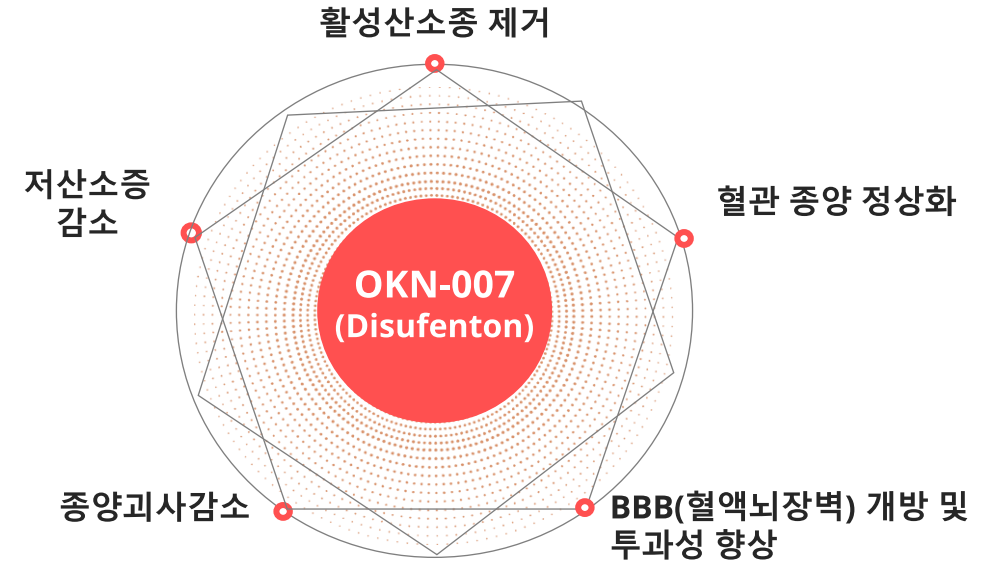 활성산소종 제거
저산소증
감소
혈관 종양 정상화
OKN-007
(Disufenton)
종양괴사감소
BBB(혈액뇌장벽) 개방 및
투과성 향상